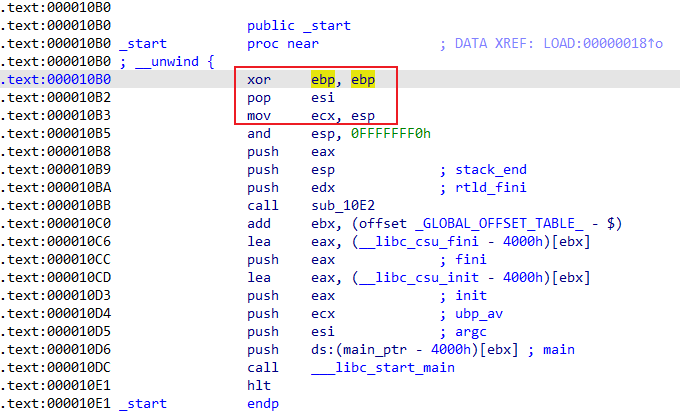 .text:000010B0
.text:000010B0 public _start
.text:000010B0 _start proc near ; DATA XREF: LOAD:00000018↑o
.text:000010B0 ; __unwind {
.text:000010B0 xor ebp, ebp
.text:000010B2 pop esi
.text:000010B3 mov ecx, esp
.text:000010B5 and esp, 0FFFFFFF0h
.text:000010B8 push eax
.text:000010B9 push esp ; stack_end
.text:000010BA push edx ; rtld_fini
.text:000010BB call sub_10E2
.text:000010C0 add ebx, (offset _GLOBAL_OFFSET_TABLE_ - $)
.text:000010C6 lea eax, (__libc_csu_fini - 4000h)[ebx]
.text:000010CC push eax ; fini
.text:000010CD lea eax, (__libc_csu_init - 4000h)[ebx]
.text:000010D3 push eax ; init
.text:000010D4 push ecx ; ubp_av
.text:000010D5 push esi ; argc
.text:000010D6 push ds:(main_ptr - 4000h)[ebx] ; main
.text:000010DC call ___libc_start_main
.text:000010E1 hlt
.text:000010E1 _start endp